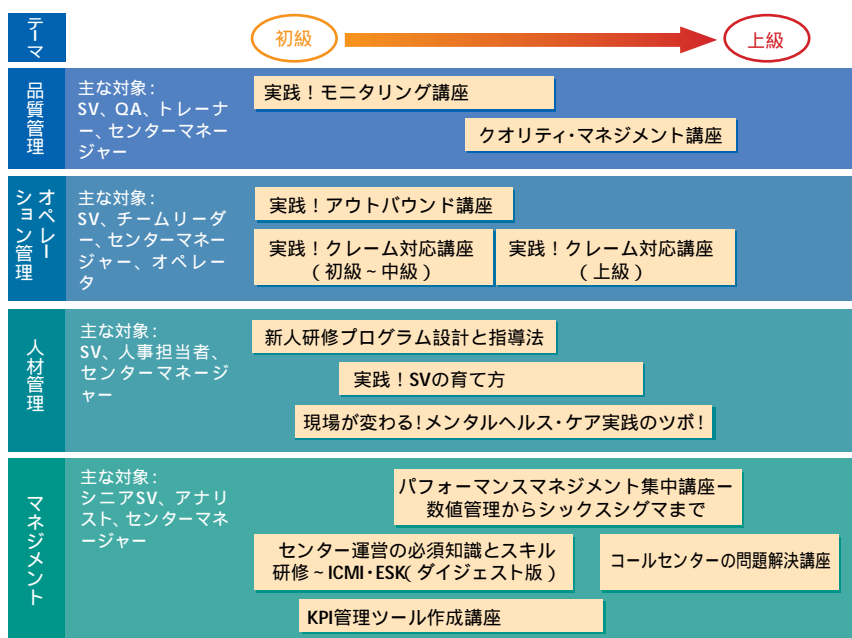 テーマ
初級
上級
品質管理
主な対象：
SV、QA、トレーナ
ー、センターマネー
ジャー
実践！モニタリング講座
クオリティ・マネジメント講座
オペレー
ション管理
主な対象：
SV、チームリーダ
ー、センターマネー
ジャー、オペレー
タ
実践！アウトバウンド講座
実践！クレーム対応講座
（初級～中級）
実践！クレーム対応講座
（上級）
人材管理
主な対象：
SV、人事担当者、
センターマネージ
ャー
新人研修プログラム設計と指導法
実践！SVの育て方
現場が変わる！メンタルヘルス・ケア実践のツボ！
マネジメント
主な対象：
シニアSV、アナリ
スト、センターマネ
ージャー
パフォーマンスマネジメント集中講座ー
数値管理からシックスシグマまで
センター運営の必須知識とスキル
研修～ICMI・ESK（ダイジェスト版）
コールセンターの問題解決講座
KPI管理ツール作成講座